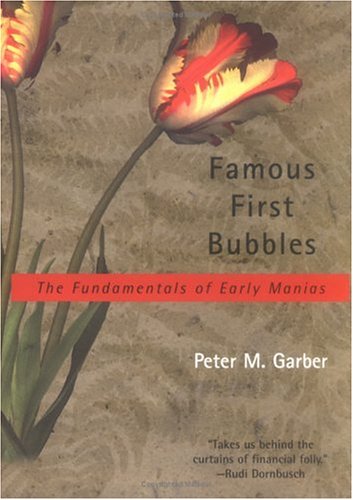 Famous
First
Bubbles
The Fundamentals of Early Manias
Peter M. Garber
"Takes us behind the
curtains of financial folly."
—Rudi Dornbusch